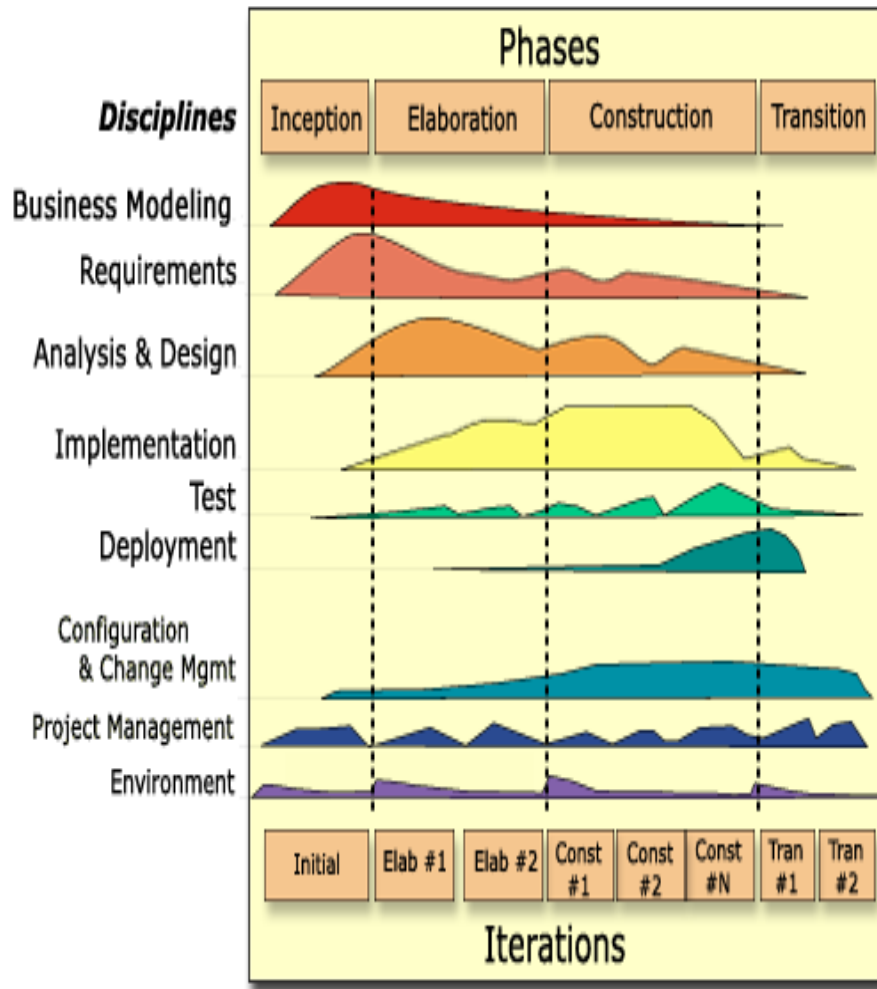 Phases
Disciplines
Inception
Elaboration
Construction
Transition
Business Modeling
Requirements
Analysis & Design
Implementation
Test
Deployment
Configuration
& Change Mgmt
Project Management
Environment
Initial
Elab #1
Elab #2
Const
#1
Const
#2
Const
#N
Tran
#1
Tran
#2
Iterations